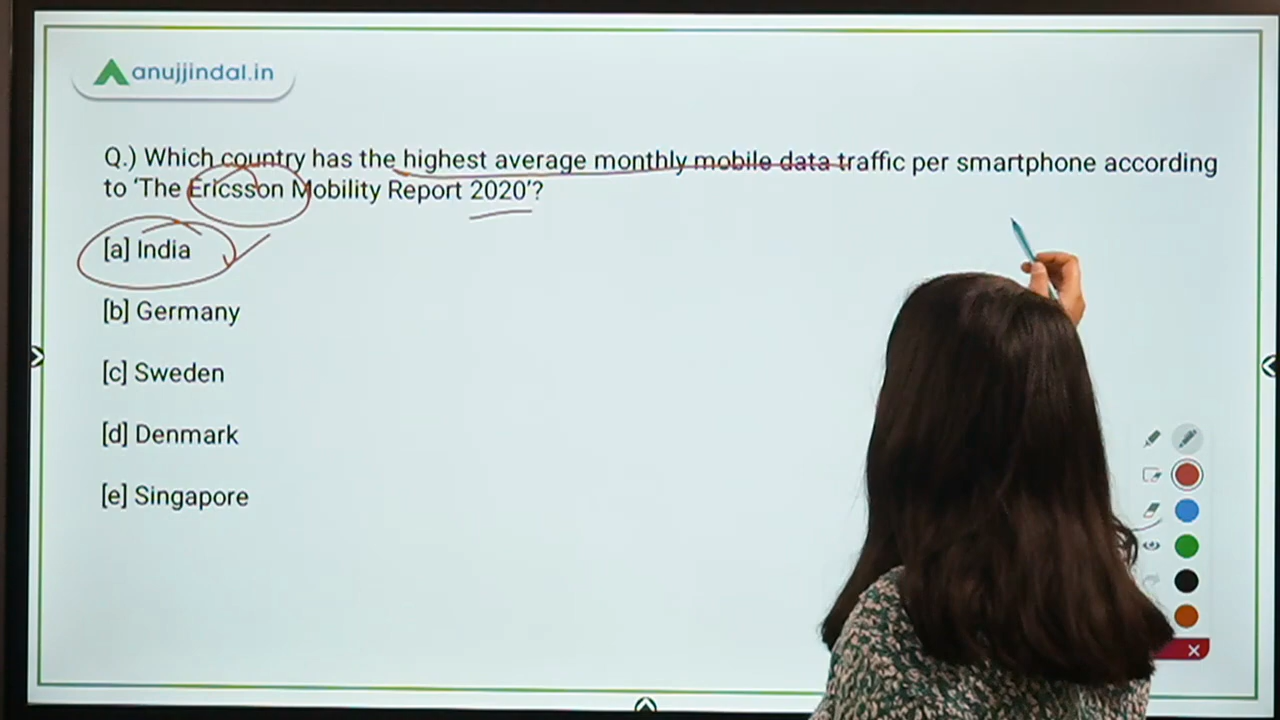 anujjindal.in
Q.) Which country has the highest average monthly mobile data traffic per smartphone according
to 'The Ericsson Mobility Report 2020'?
[a] India
[b] Germany
[c] Sweden
[d] Denmark
[e] Singapore